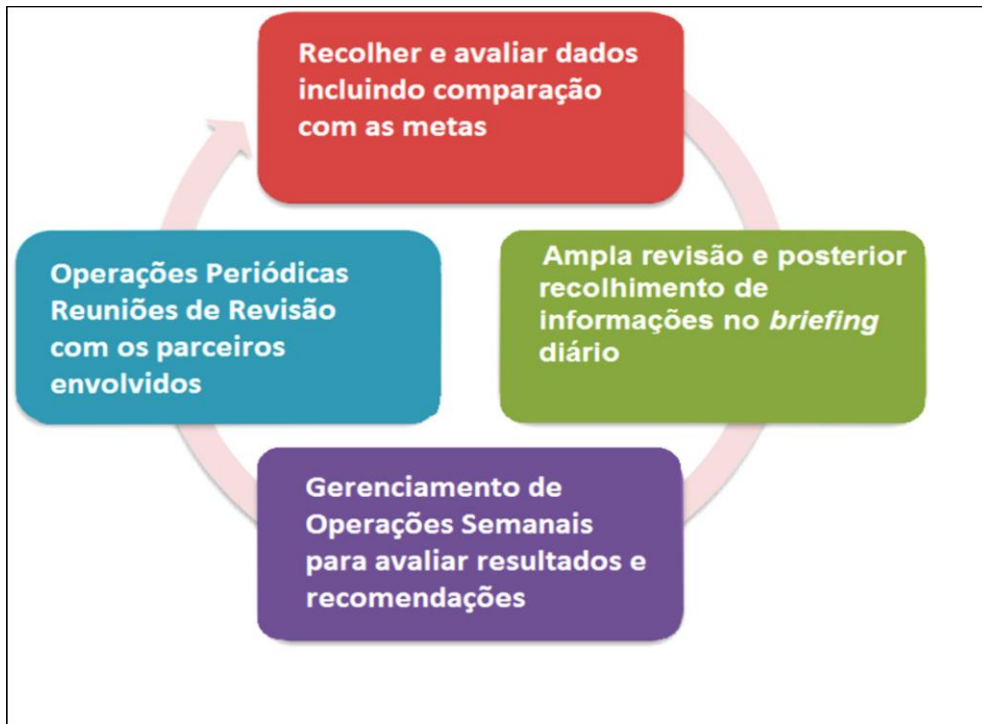 Recolher e avaliar dados
incluindo comparação
com as metas
Ampla revisão e posterior
recolhimento de
informações no briefing
diário
Gerenciamento de
Operações Semanais
para avaliar resultados e
recomendações
Operações Periódicas
Reuniões de Revisão
com os parceiros
envolvidos